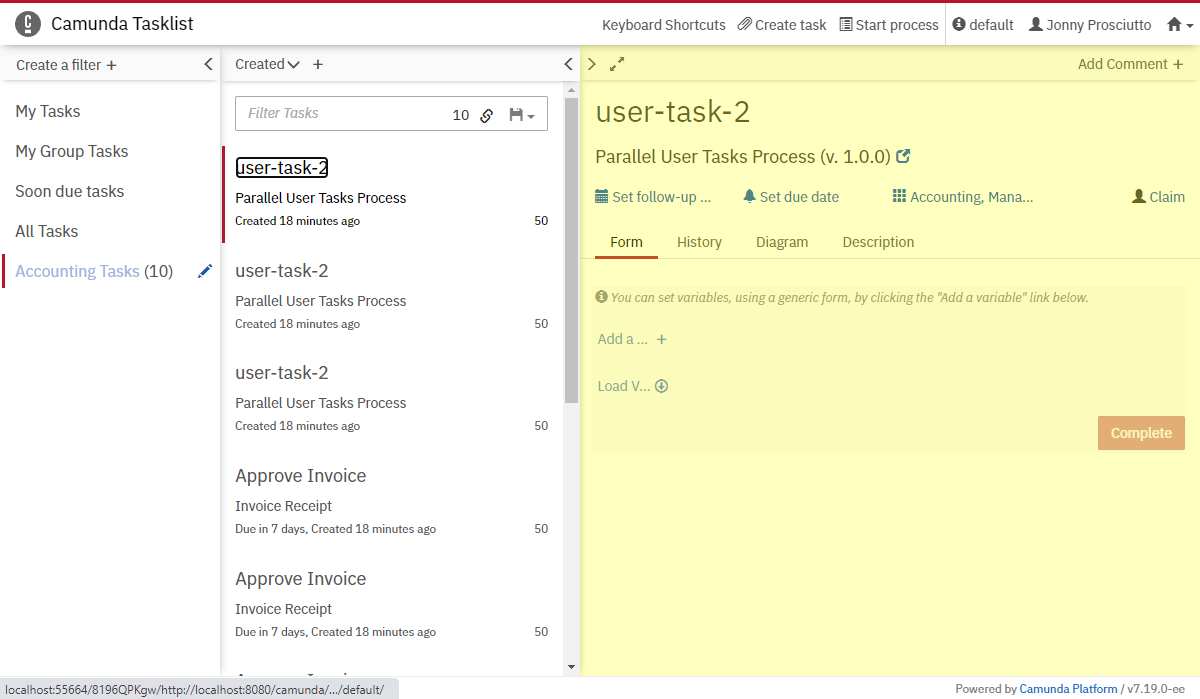 Camunda Tasklist
Keyboard Shortcuts Create task Start process default Jonny Prosciutto
Create a filter +
My Tasks
My Group Tasks
Soon due tasks
All Tasks
Accounting Tasks (10)
Created +
Filter Tasks 10
user-task-2
Parallel User Tasks Process
Created 18 minutes ago 50
user-task-2
Parallel User Tasks Process
Created 18 minutes ago 50
user-task-2
Parallel User Tasks Process
Created 18 minutes ago 50
Approve Invoice
Invoice Receipt
Due in 7 days, Created 18 minutes ago 50
Approve Invoice
Invoice Receipt
Due in 7 days, Created 18 minutes ago 50
Add Comment +
user-task-2
Parallel User Tasks Process (v. 1.0.0)
Set follow-up ... Set due date Accounting, Mana... Claim
Form History Diagram Description
You can set variables, using a generic form, by clicking the "Add a variable" link below.
Add a ... +
Load V...
Complete
localhost:55664/8196QPKgw/http://localhost:8080/camunda/.../default/
Powered by Camunda Platform / v7.19.0-ee